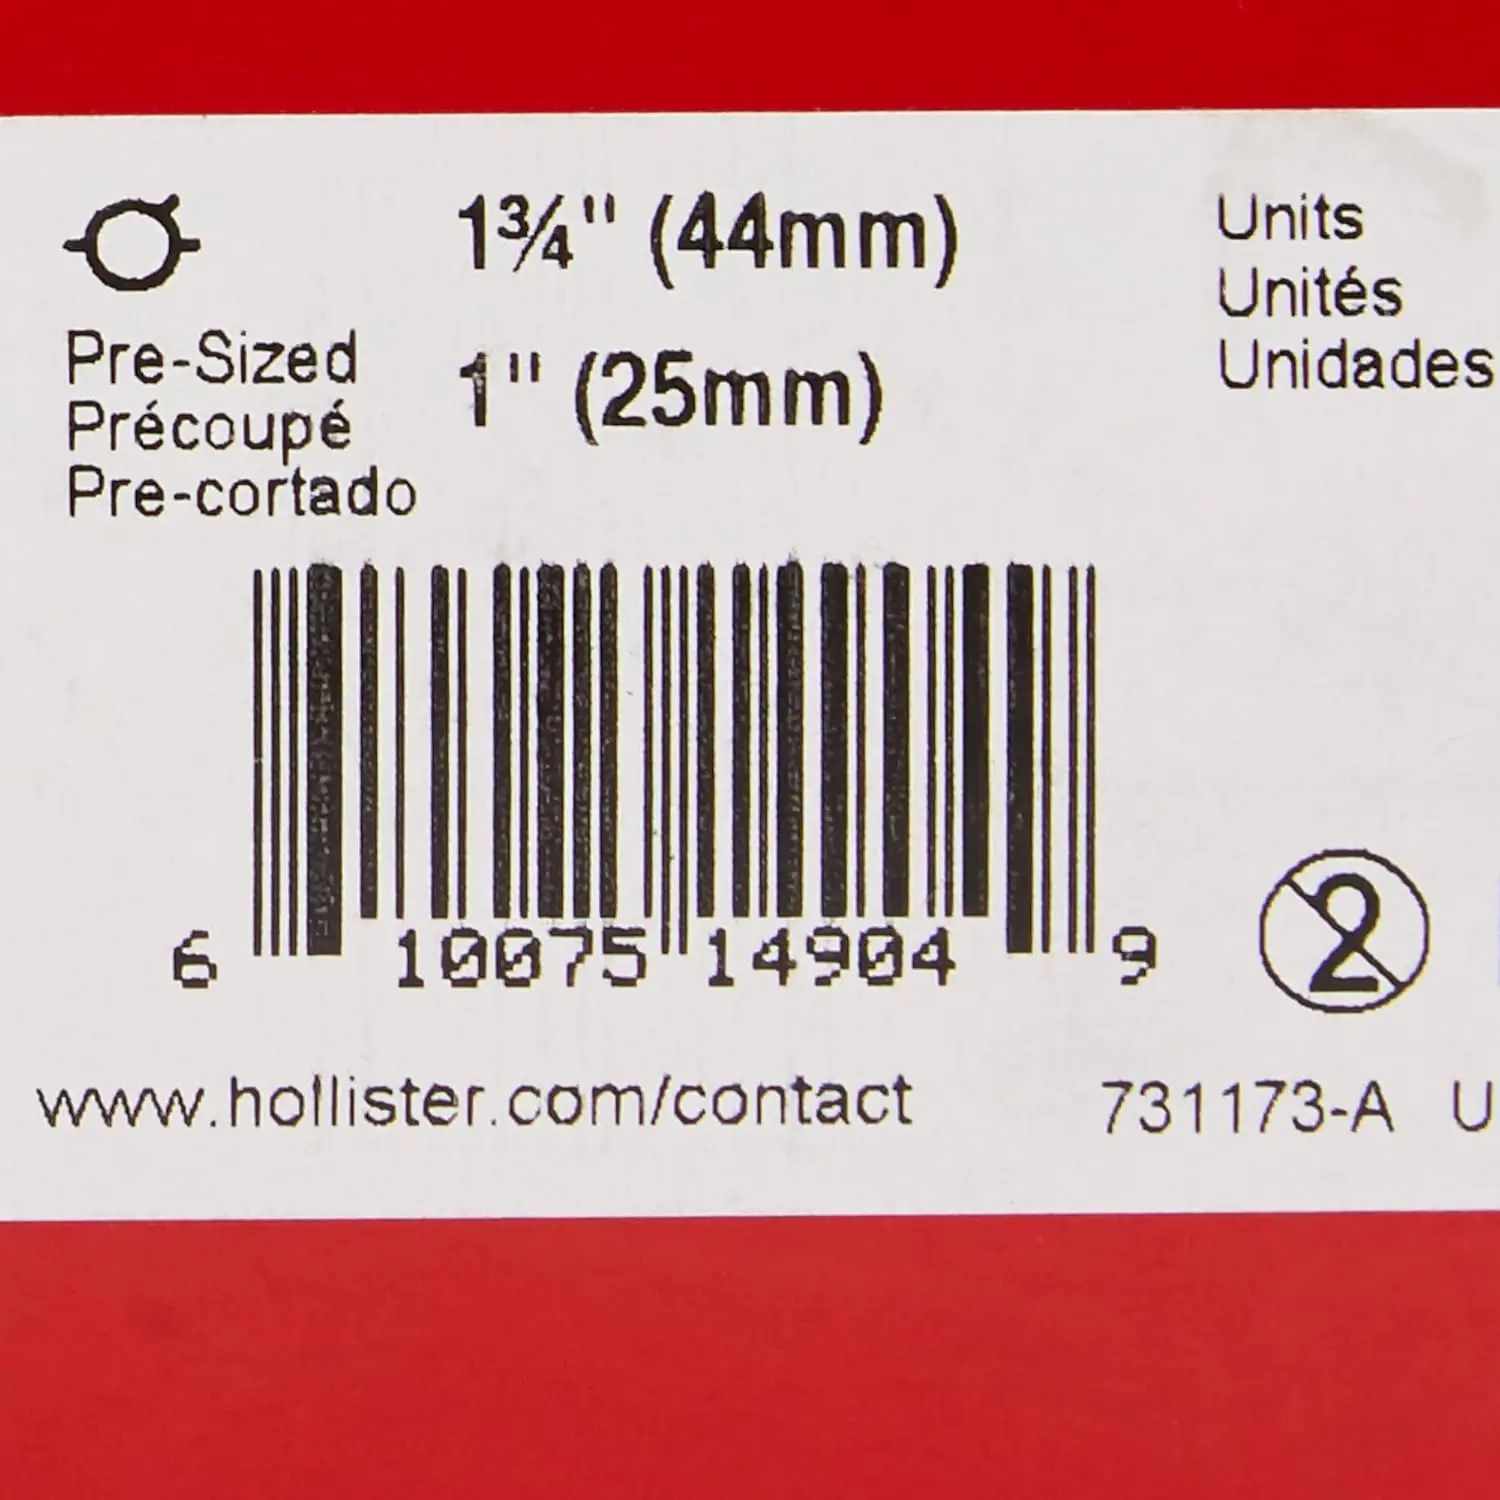 1¾" (44mm)
Pre-Sized
Précoupé
Pre-cortado
1" (25mm)
Units
Unités
Unidades
6 10075 14904 9
2
www.hollister.com/contact
731173-A U